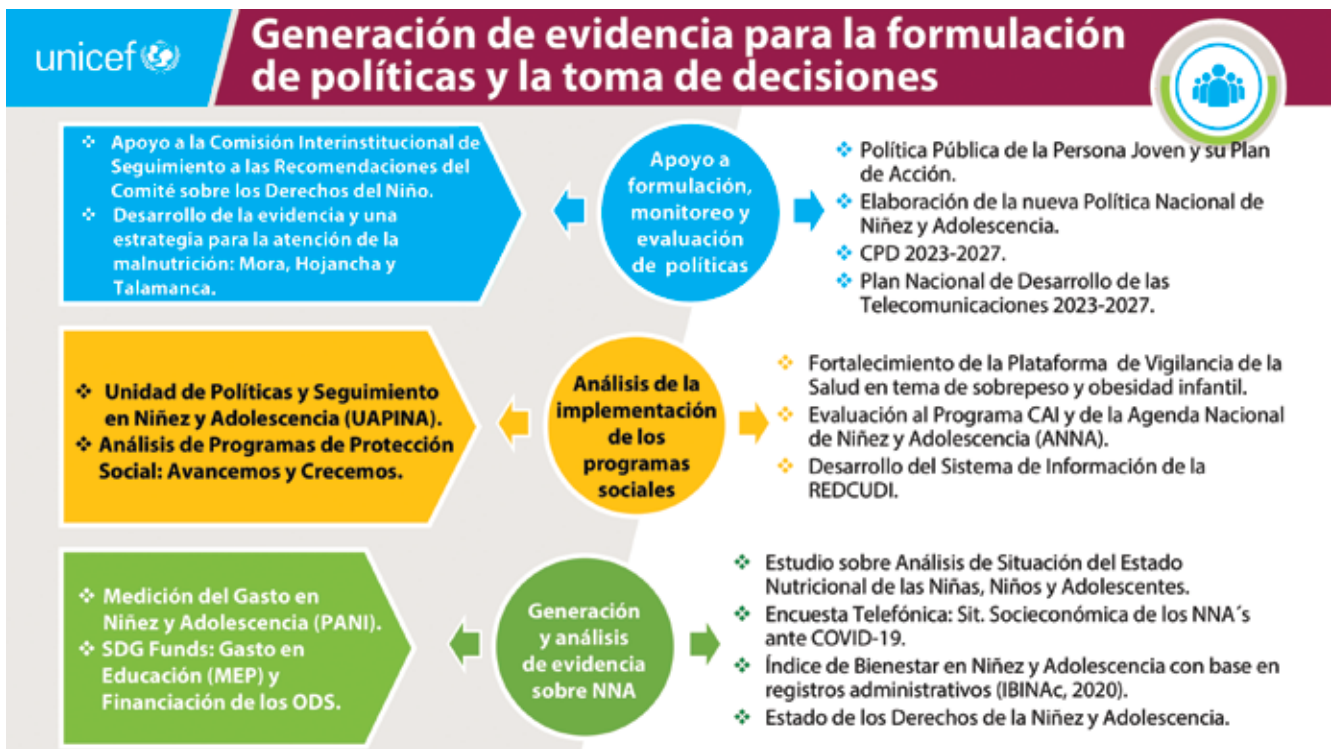 unicef
Generación de evidencia para la formulación
de políticas y la toma de decisiones
❖ Apoyo a la Comisión Interinstitucional de
Seguimiento a las Recomendaciones del
Comité sobre los Derechos del Niño.
❖ Desarrollo de la evidencia y una
estrategia para la atención de la
malnutrición: Mora, Hojancha y
Talamanca.
Apoyo a
formulación,
monitoreo y
evaluación
de políticas
❖ Política Pública de la Persona Joven y su Plan
de Acción.
❖ Elaboración de la nueva Política Nacional de
Niñez y Adolescencia.
❖ CPD 2023-2027.
❖ Plan Nacional de Desarrollo de las
Telecomunicaciones 2023-2027.
❖ Unidad de Políticas y Seguimiento
en Niñez y Adolescencia (UAPINA).
❖ Análisis de Programas de Protección
Social: Avancemos y Crecemos.
Análisis de la
implementación
de los
programas
sociales
❖ Fortalecimiento de la Plataforma de Vigilancia de la
Salud en tema de sobrepeso y obesidad infantil.
❖ Evaluación al Programa CAI y de la Agenda Nacional
de Niñez y Adolescencia (ANNA).
❖ Desarrollo del Sistema de Información de la
REDCUDI.
❖ Medición del Gasto en
Niñez y Adolescencia (PANI).
❖ SDG Funds: Gasto en
Educación (MEP) y
Financiación de los ODS.
Generación
y análisis
de evidencia
sobre NNA
❖ Estudio sobre Análisis de Situación del Estado
Nutricional de las Niñas, Niños y Adolescentes.
❖ Encuesta Telefónica: Sit. Socieconómica de los NNA´s
ante COVID-19.
❖ Índice de Bienestar en Niñez y Adolescencia con base en
registros administrativos (IBINAc, 2020).
❖ Estado de los Derechos de la Niñez y Adolescencia.